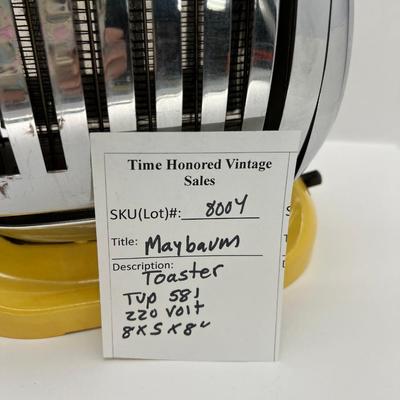 Time Honored Vintage
Sales
SKU(Lot)#: 8004
Title: Maybaum
Description: Toaster
Typ 581
220 volt
8x5x8"